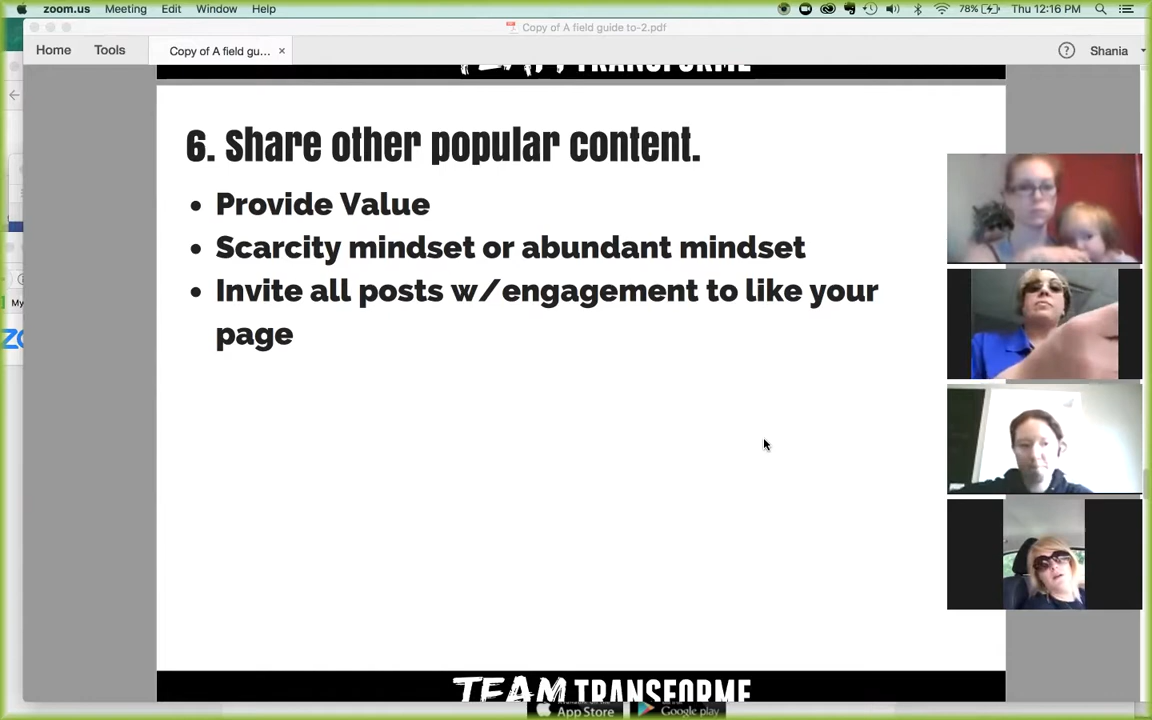 zoom.us Meeting Edit Window Help 78% Thu 12:16 PM
Copy of A field guide to-2.pdf
Home Tools Copy of A field gu... × ? Shania
TEAM TRANSFORME
6. Share other popular content.
• Provide Value
• Scarcity mindset or abundant mindset
• Invite all posts w/engagement to like your
page
My
TEAM TRANSFORME
App Store Google play